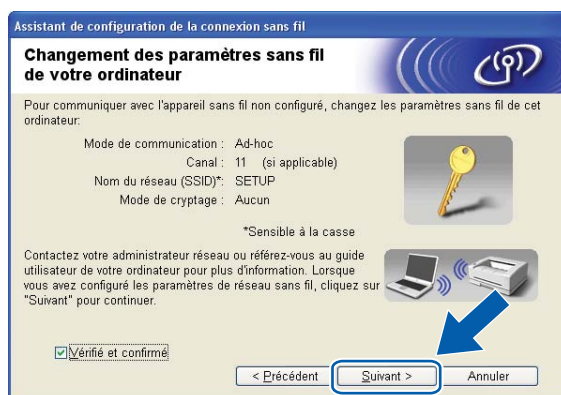 Assistant de configuration de la connexion sans fil
Changement des paramètres sans fil
de votre ordinateur
Pour communiquer avec l'appareil sans fil non configuré, changez les paramètres sans fil de cet
ordinateur:
Mode de communication : Ad-hoc
Canal : 11 (si applicable)
Nom du réseau (SSID)*: SETUP
Mode de cryptage : Aucun
*Sensible à la casse
Contactez votre administrateur réseau ou référez-vous au guide
utilisateur de votre ordinateur pour plus d'information. Lorsque
vous avez configuré les paramètres de réseau sans fil, cliquez sur
"Suivant" pour continuer.
Vérifié et confirmé
< Précédent Suivant > Annuler